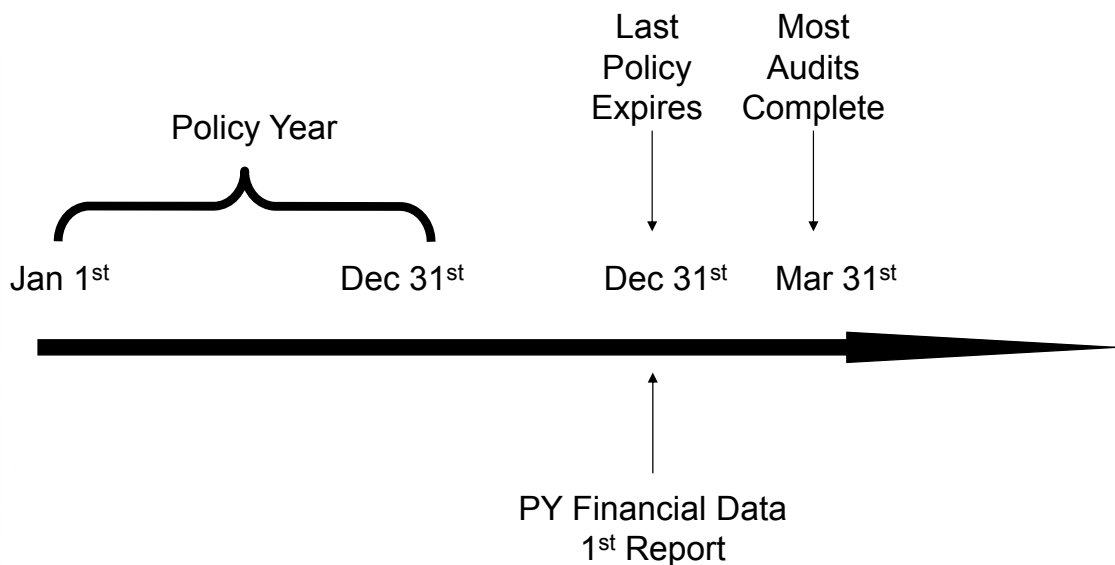 Last
Policy
Expires
Most
Audits
Complete
Policy Year
Jan 1st
Dec 31st
Dec 31st
Mar 31st
PY Financial Data
1st Report